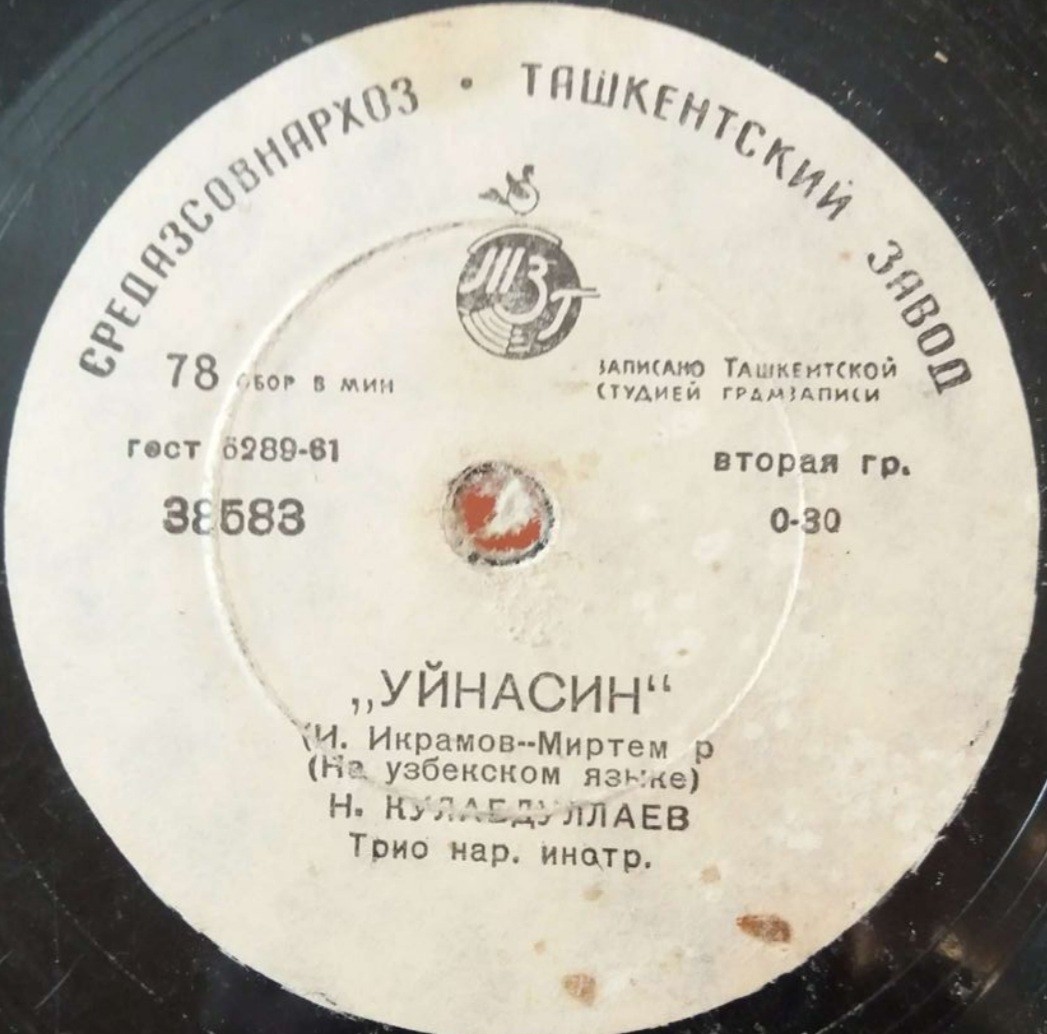 СРЕДАЗСОВНАРХОЗ • ТАШКЕНТСКИЙ ЗАВОД
ТЗГ
78 ОБОР В МИН
ЗАПИСАНО ТАШКЕНТСКОЙ
СТУДИЕЙ ГРАМЗАПИСИ
гост 5289-61
вторая гр.
38583
0-30
„УЙНАСИН“
(И. Икрамов--Миртем р
(На узбекском языке)
Н. КУЛАБДУЛЛАЕВ
Трио нар. инстр.